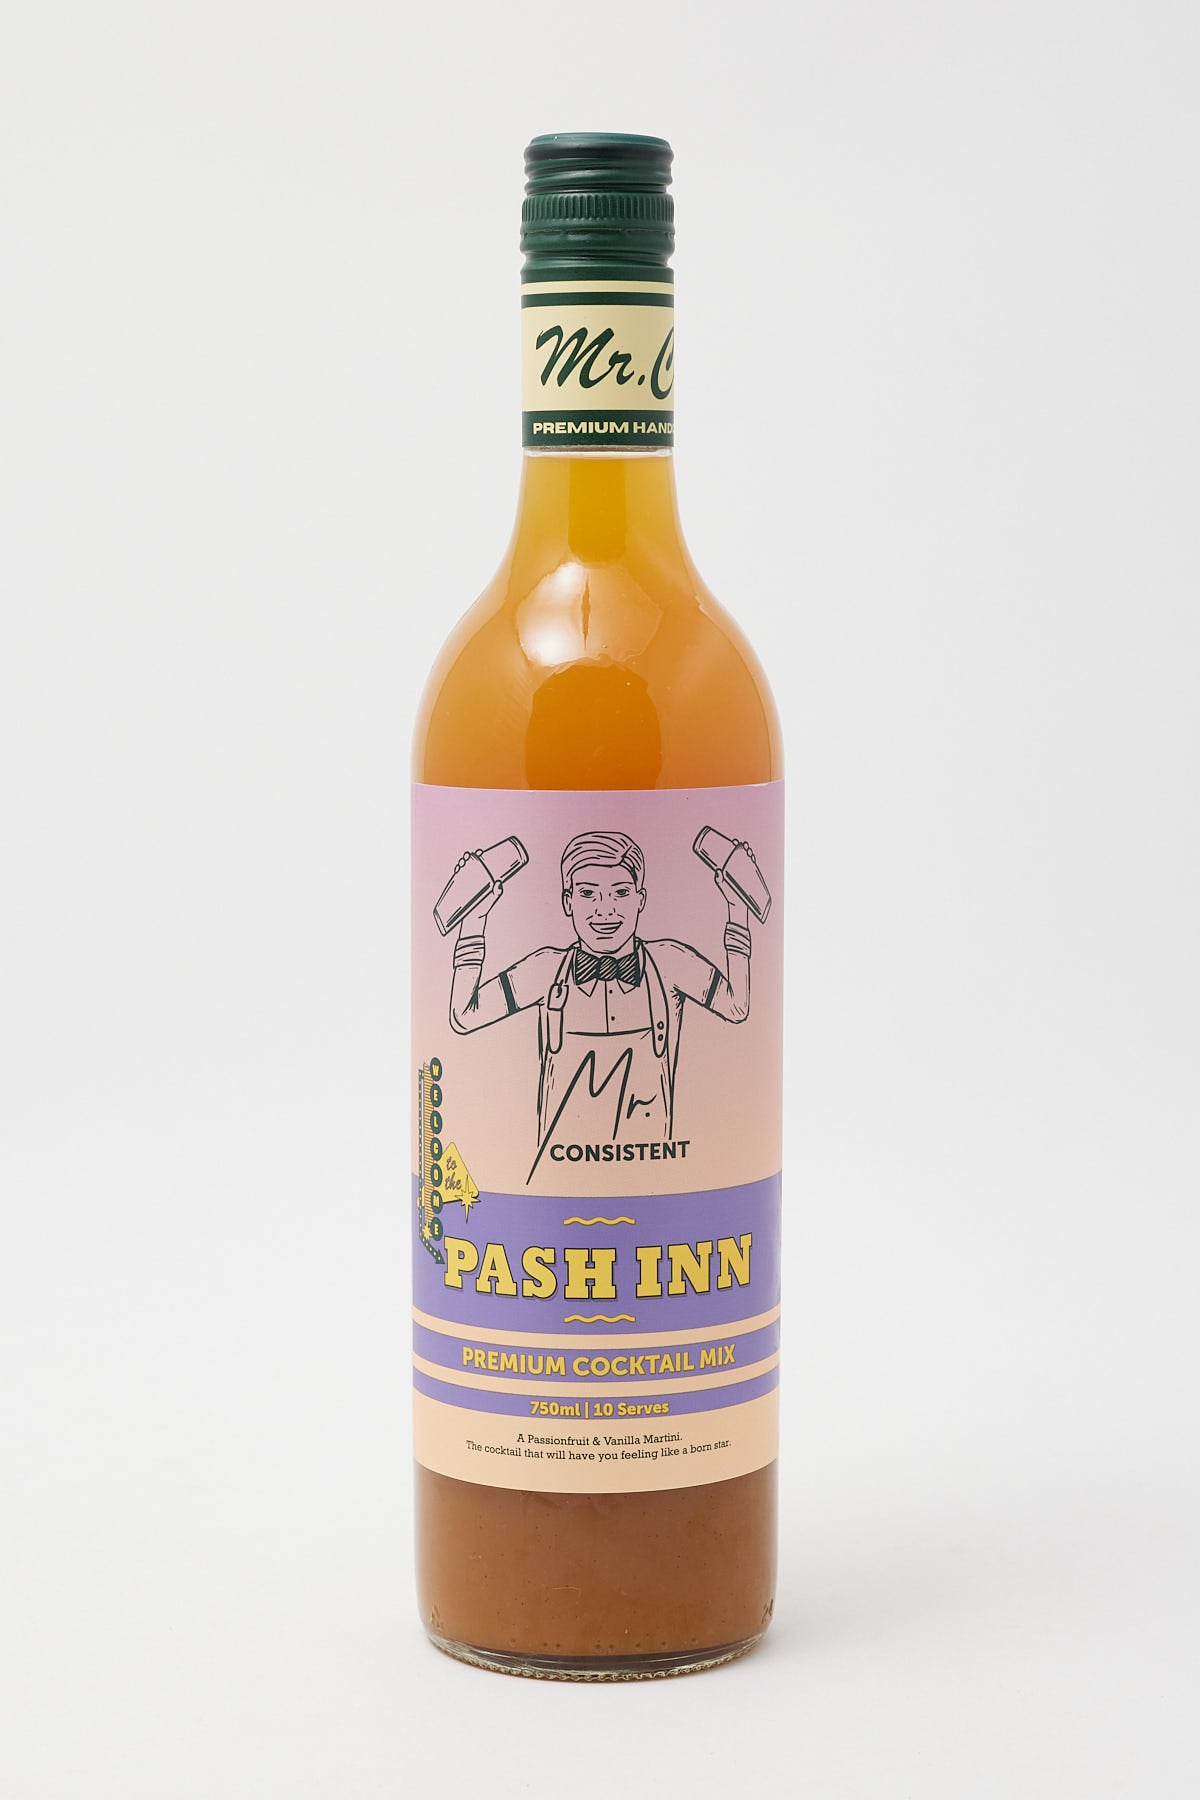 Mr. C
PREMIUM HAND
Mr.
CONSISTENT
WELCOME
to
the
PASH INN
PREMIUM COCKTAIL MIX
750ml | 10 Serves
A Passionfruit & Vanilla Martini.
The cocktail that will have you feeling like a born star.